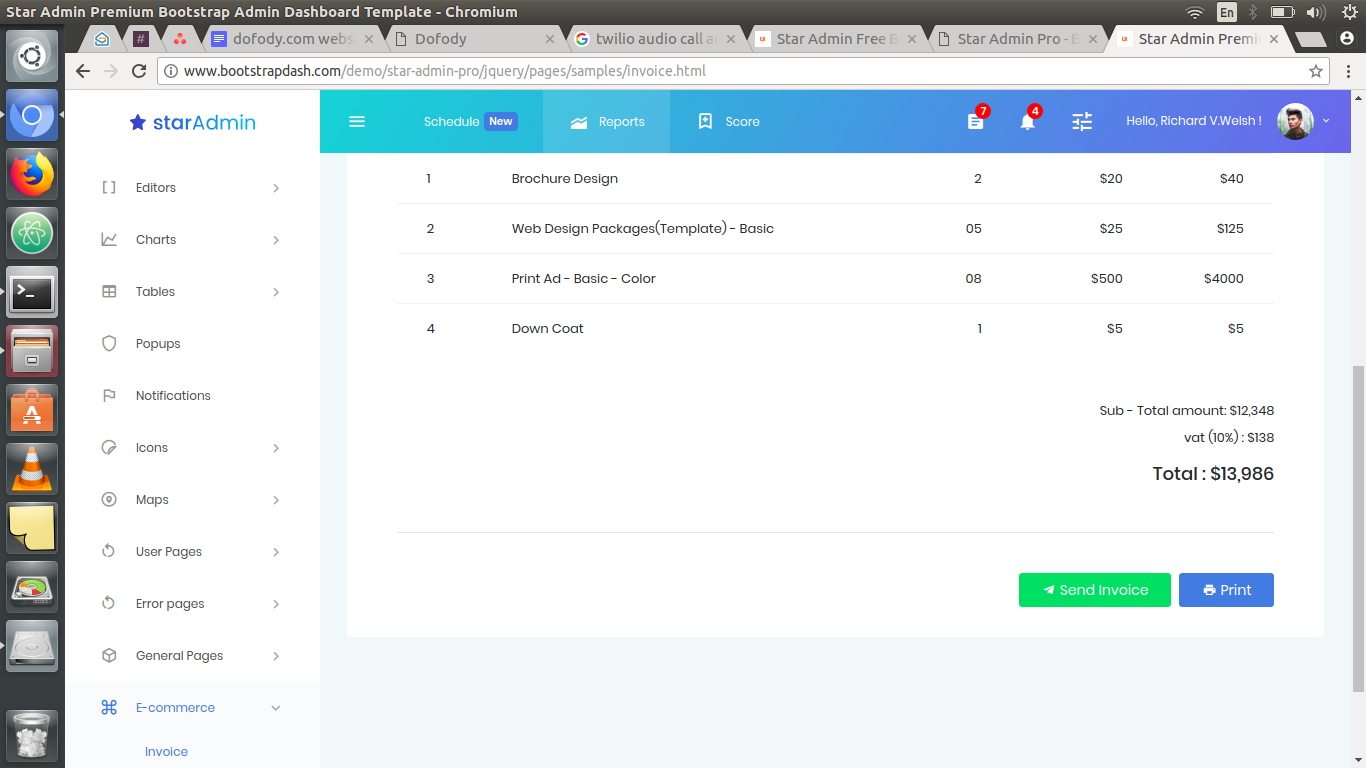 Star Admin Premium Bootstrap Admin Dashboard Template - Chromium
En
dofody.com webs
Dofody
twilio audio call a
Star Admin Free B
Star Admin Pro - B
Star Admin Premi
www.bootstrapdash.com/demo/star-admin-pro/jquery/pages/samples/invoice.html
starAdmin
Schedule New
Reports
Score
7
4
Hello, Richard V.Welsh !
Editors
Charts
Tables
Popups
Notifications
Icons
Maps
User Pages
Error pages
General Pages
E-commerce
Invoice
1 Brochure Design 2 $20 $40
2 Web Design Packages(Template) - Basic 05 $25 $125
3 Print Ad - Basic - Color 08 $500 $4000
4 Down Coat 1 $5 $5
Sub - Total amount: $12,348
vat (10%) : $138
Total : $13,986
Send Invoice
Print